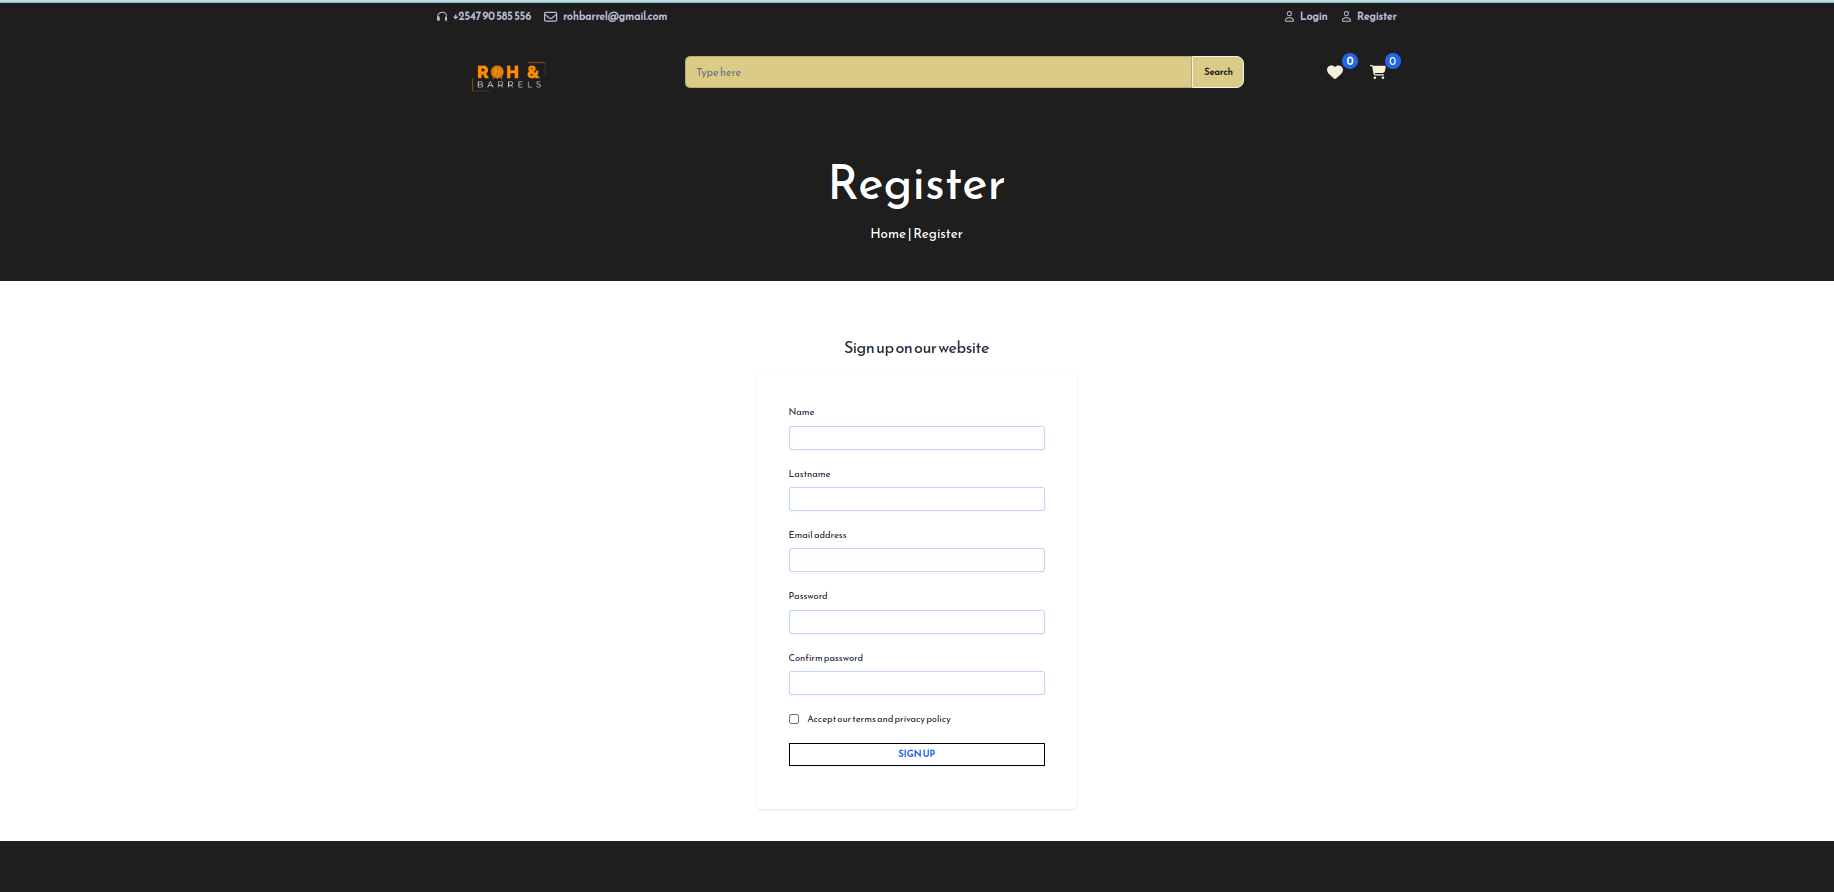 +254790585556 rohbarrel@gmail.com Login Register
ROH &
BARRELS
Type here Search 0 0
Register
Home | Register
Sign up on our website
Name
Lastname
Email address
Password
Confirm password
Accept our terms and privacy policy
SIGN UP